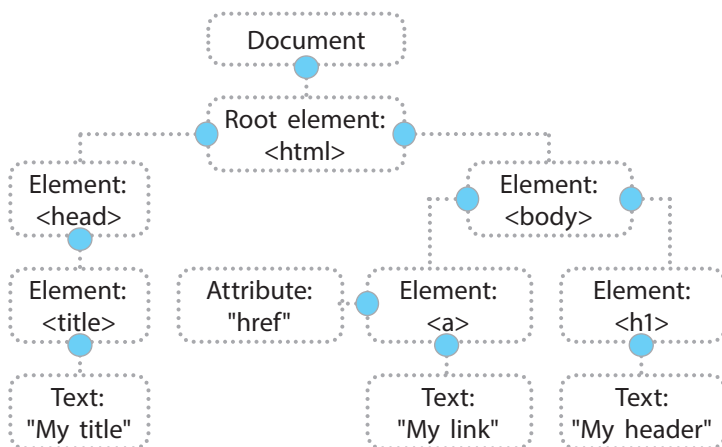 Document
Root element:
<html>
Element:
<head>
Element:
<body>
Element:
<title>
Attribute:
"href"
Element:
<a>
Element:
<h1>
Text:
"My title"
Text:
"My link"
Text:
"My header"